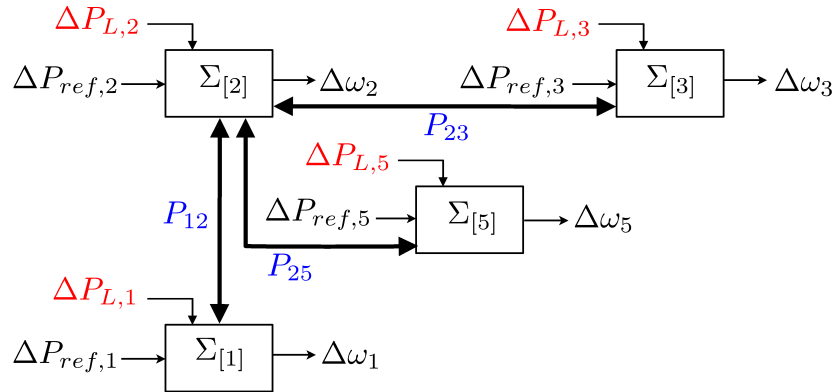 ΔP_{L,2} ΔP_{L,3}
ΔP_{ref,2} Σ_{[2]} Δω_2 ΔP_{ref,3} Σ_{[3]} Δω_3
P_{23}
ΔP_{L,5}
P_{12} ΔP_{ref,5} Σ_{[5]} Δω_5
P_{25}
ΔP_{L,1}
ΔP_{ref,1} Σ_{[1]} Δω_1